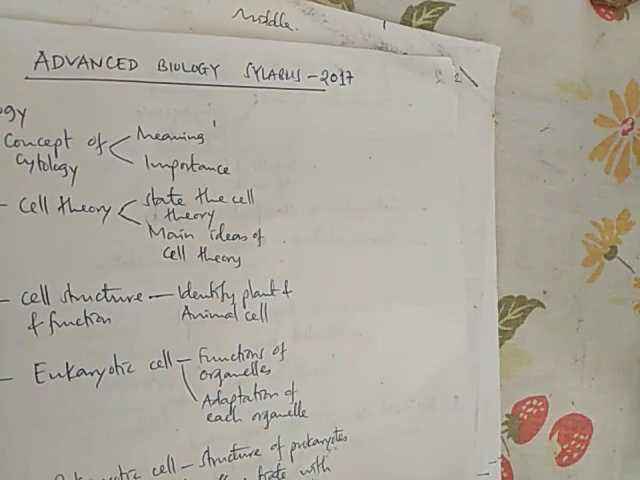 Middle.
ADVANCED BIOLOGY SYLABUS - 2017
ogy
Concept of < Meaning
Cytology Importance
- Cell theory < State the cell
theory
Main ideas of
cell theory
- Cell structure — Identify plant &
& function Animal cell
- Eukaryotic cell — Functions of
organelles
Adaptation of
each organelle
cell - structure of prokaryotes
with